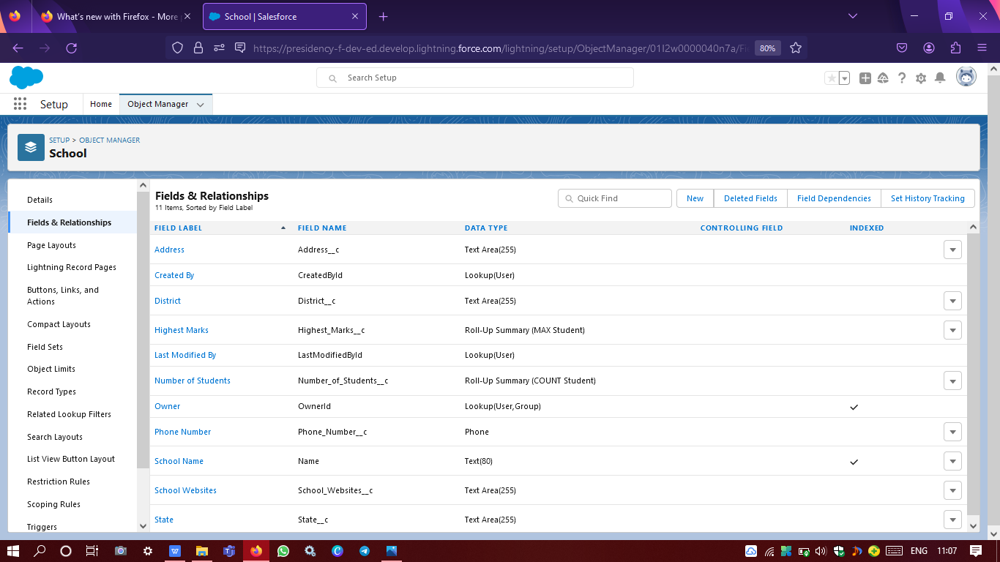 What's new with Firefox - More p
School | Salesforce
https://presidency-f-dev-ed.develop.lightning.force.com/lightning/setup/ObjectManager/01I2w0000040n7a/Fi
80%
Search Setup
Setup
Home
Object Manager
SETUP > OBJECT MANAGER
School
Details
Fields & Relationships
Page Layouts
Lightning Record Pages
Buttons, Links, and
Actions
Compact Layouts
Field Sets
Object Limits
Record Types
Related Lookup Filters
Search Layouts
List View Button Layout
Restriction Rules
Scoping Rules
Triggers
Fields & Relationships
11 Items, Sorted by Field Label
Quick Find
New
Deleted Fields
Field Dependencies
Set History Tracking
FIELD LABEL FIELD NAME DATA TYPE CONTROLLING FIELD INDEXED
Address Address__c Text Area(255)
Created By CreatedById Lookup(User)
District District__c Text Area(255)
Highest Marks Highest_Marks__c Roll-Up Summary (MAX Student)
Last Modified By LastModifiedById Lookup(User)
Number of Students Number_of_Students__c Roll-Up Summary (COUNT Student)
Owner OwnerId Lookup(User,Group)
Phone Number Phone_Number__c Phone
School Name Name Text(80)
School Websites School_Websites__c Text Area(255)
State State__c Text Area(255)
ENG 11:07